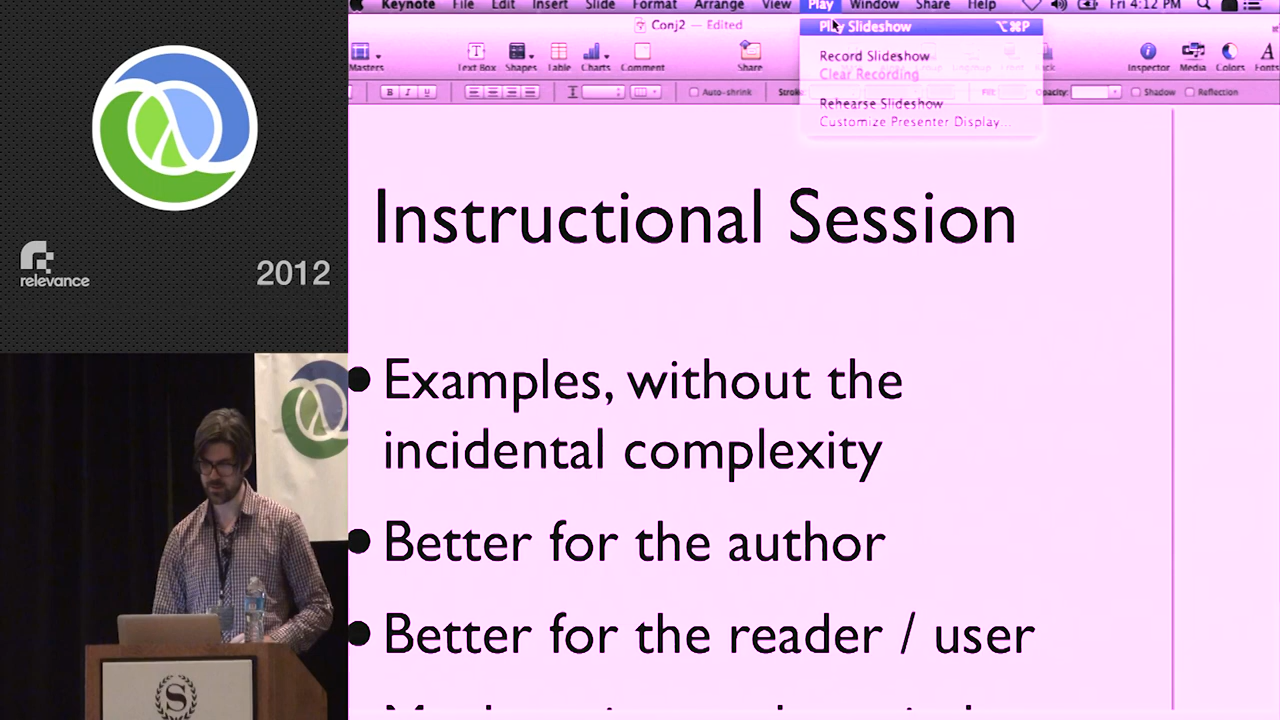 relevance
2012
S
Keynote File Edit Insert Slide Format Arrange View Play Window Share Help Fri 4:12 PM
Conj2 — Edited
Play Slideshow ⌥⌘P
Record Slideshow
Clear Recording
Rehearse Slideshow
Customize Presenter Display...
Masters Text Box Shapes Table Charts Comment Share Inspector Media Colors Fonts
B I U Auto-shrink Stroke Fill: Opacity: Shadow Reflection
Instructional Session
• Examples, without the
incidental complexity
• Better for the author
• Better for the reader / user